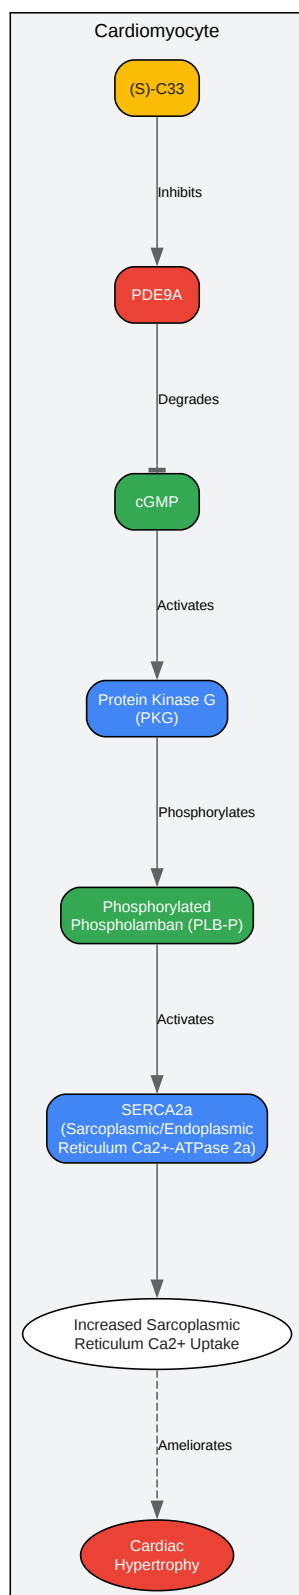 Cardiomyocyte
(S)-C33
Inhibits
PDE9A
Degrades
cGMP
Activates
Protein Kinase G
(PKG)
Phosphorylates
Phosphorylated
Phospholamban (PLB-P)
Activates
SERCA2a
(Sarcoplasmic/Endoplasmic
Reticulum Ca2+-ATPase 2a)
Increased Sarcoplasmic
Reticulum Ca2+ Uptake
Ameliorates
Cardiac
Hypertrophy